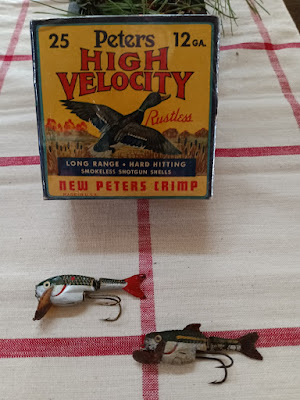 25 Peters 12 GA.
HIGH
VELOCITY
Rustless
LONG RANGE • HARD HITTING
SMOKELESS SHOTGUN SHELLS
NEW PETERS CRIMP